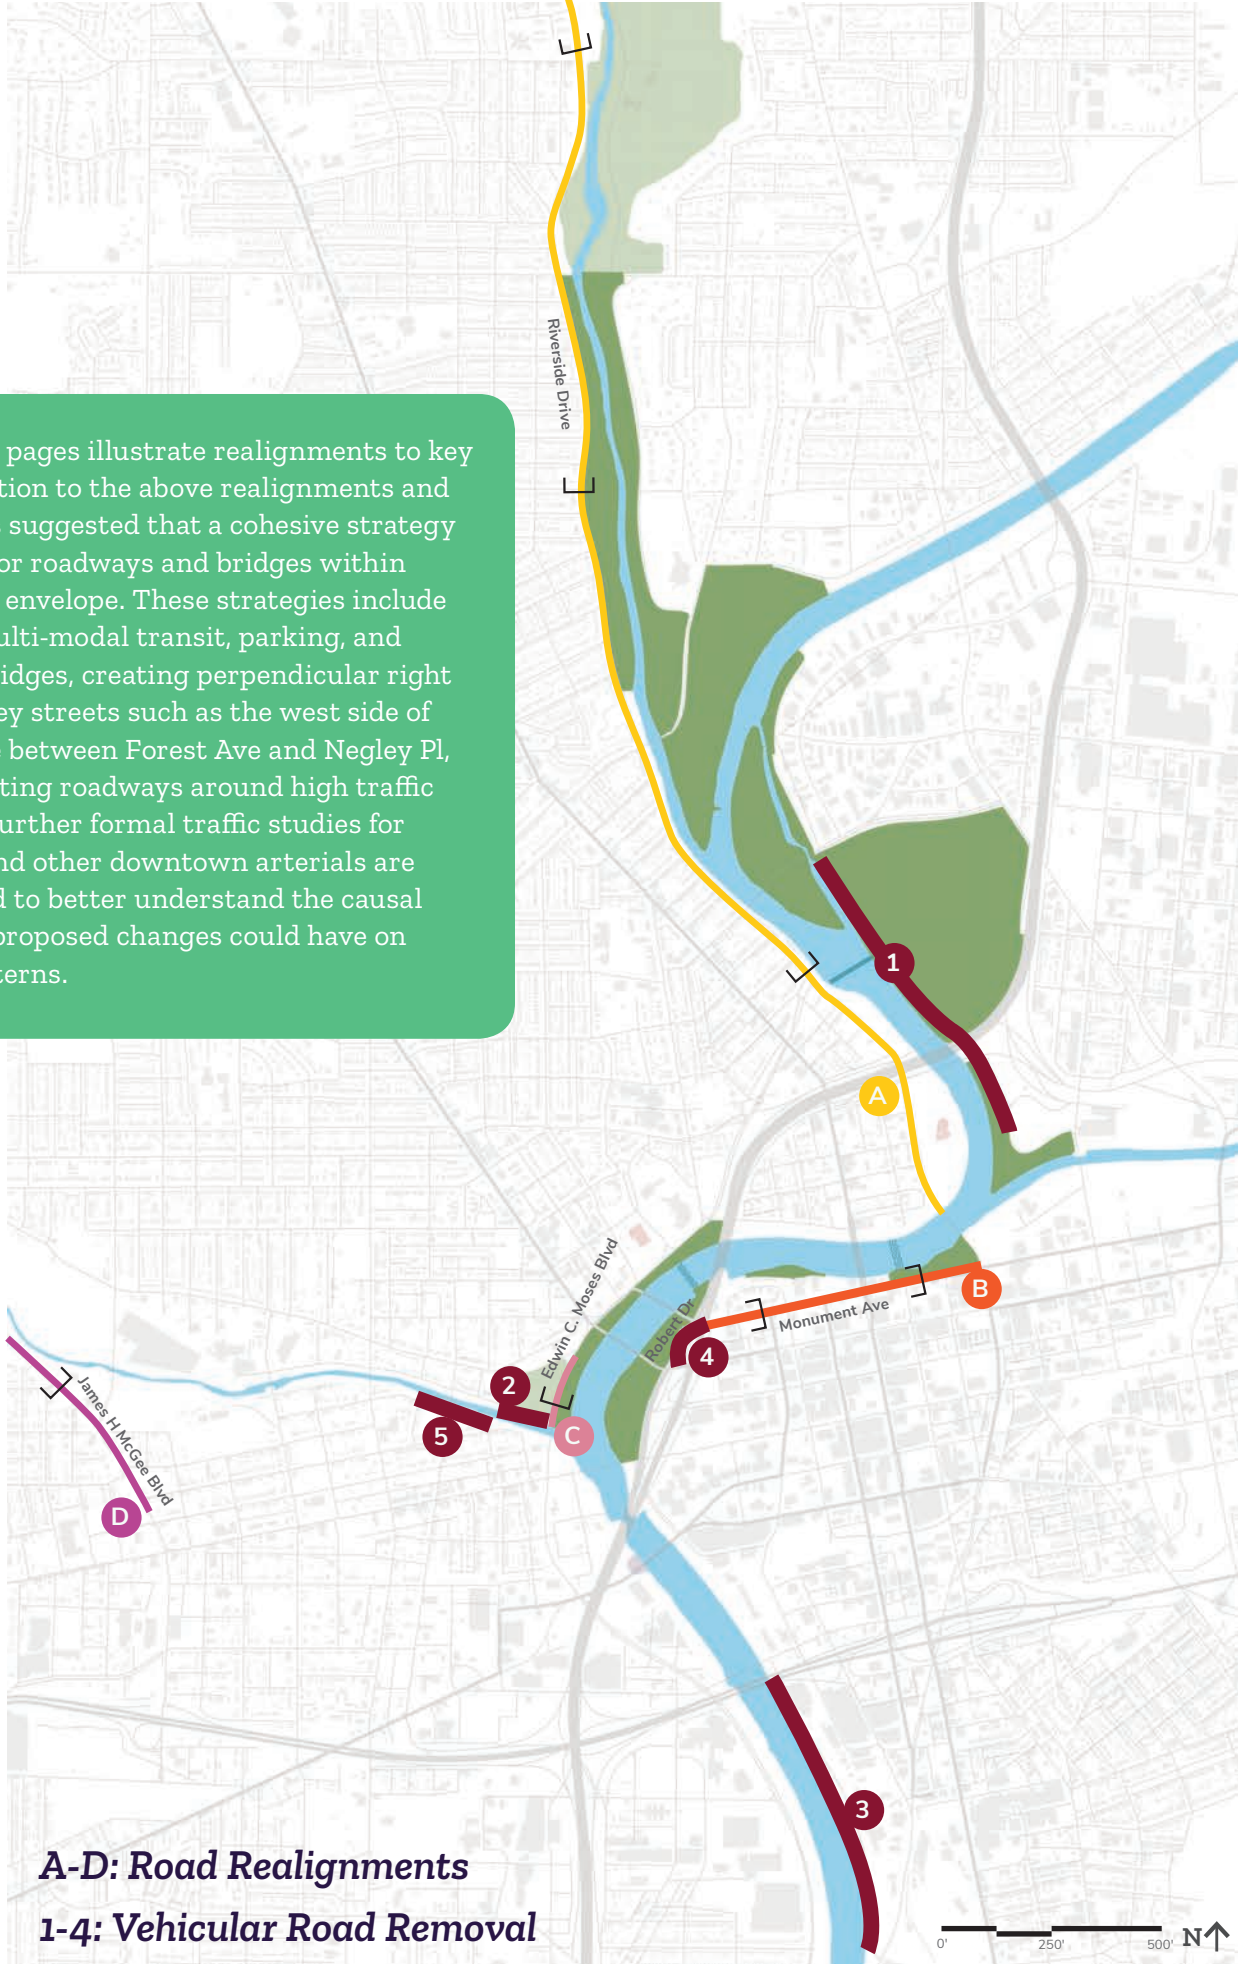 Riverside Drive
pages illustrate realignments to key
tion to the above realignments and
suggested that a cohesive strategy
or roadways and bridges within
envelope. These strategies include
ulti-modal transit, parking, and
idges, creating perpendicular right
ey streets such as the west side of
between Forest Ave and Negley Pl,
ting roadways around high traffic
urther formal traffic studies for
nd other downtown arterials are
d to better understand the causal
proposed changes could have on
terns.
1
A
B
Monument Ave
Edwin C. Moses Blvd
Robert Dr
4
2
5
C
James H McGee Blvd
D
3
A-D: Road Realignments
1-4: Vehicular Road Removal
0' 250' 500' N